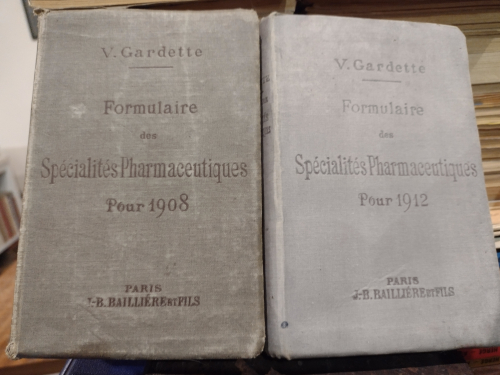 V. Gardette
Formulaire
des
Spécialités Pharmaceutiques
Pour 1908
PARIS
J.-B. BAILLIÈRE ET FILS
V. Gardette
Formulaire
des
Spécialités Pharmaceutiques
Pour 1912
PARIS
J.-B. BAILLIÈRE ET FILS